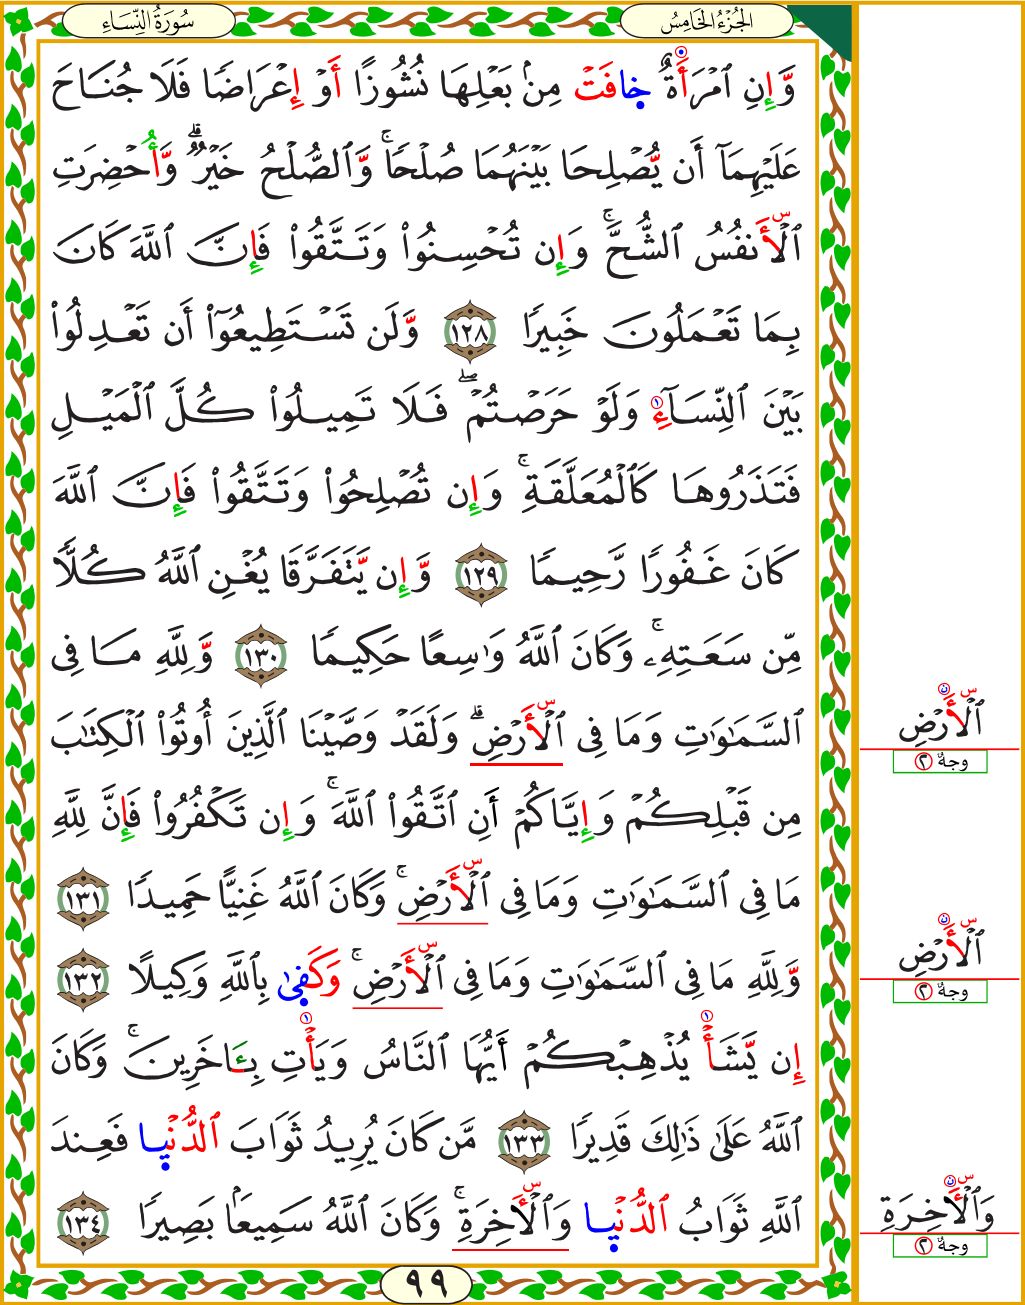 سُورَةُ النِّسَاءِ
الجُزْءُ الخَامِسُ
وَّإِنِ ٱمۡرَأَةٌ خِافَتۡ مِنۢ بَعۡلِهَا نُشُوزًا أَوۡ إِعۡرَاضٗا فَلَا جُنَاحَ
عَلَيۡهِمَآ أَن يُّصۡلِحَا بَيۡنَهُمَا صُلۡحٗاۚ وَّٱلصُّلۡحُ خَيۡرٞۗ وَّأُحۡضِرَتِ
ٱلۡأَنفُسُ ٱلشُّحَّۚ وَإِن تُحۡسِنُواْ وَتَتَّقُواْ فَإِنَّ ٱللَّهَ كَانَ
بِمَا تَعۡمَلُونَ خَبِيرٗا ١٢٨ وَّلَن تَسۡتَطِيعُوٓاْ أَن تَعۡدِلُواْ
بَيۡنَ ٱلنِّسَآءِ وَلَوۡ حَرَصۡتُمۡۖ فَلَا تَمِيلُواْ كُلَّ ٱلۡمَيۡلِ
فَتَذَرُوهَا كَٱلۡمُعَلَّقَةِۚ وَإِن تُصۡلِحُواْ وَتَتَّقُواْ فَإِنَّ ٱللَّهَ
كَانَ غَفُورٗا رَّحِيمٗا ١٢٩ وَّإِن يَّتَفَرَّقَا يُغۡنِ ٱللَّهُ كُلّٗا
مِّن سَعَتِهِۦۚ وَكَانَ ٱللَّهُ وَٰسِعًا حَكِيمٗا ١٣٠ وَّلِلَّهِ مَا فِي
ٱلسَّمَٰوَٰتِ وَمَا فِي ٱلۡأَرۡضِۗ وَلَقَدۡ وَصَّيۡنَا ٱلَّذِينَ أُوتُواْ ٱلۡكِتَٰبَ
مِن قَبۡلِكُمۡ وَإِيَّاكُمۡ أَنِ ٱتَّقُواْ ٱللَّهَۚ وَإِن تَكۡفُرُواْ فَإِنَّ لِلَّهِ
مَا فِي ٱلسَّمَٰوَٰتِ وَمَا فِي ٱلۡأَرۡضِۚ وَكَانَ ٱللَّهُ غَنِيًّا حَمِيدٗا ١٣١
وَّلِلَّهِ مَا فِي ٱلسَّمَٰوَٰتِ وَمَا فِي ٱلۡأَرۡضِۚ وَكَفِىٰ بِٱللَّهِ وَكِيلًا ١٣٢
إِن يَّشَأۡ يُذۡهِبۡكُمۡ أَيُّهَا ٱلنَّاسُ وَيَأۡتِ بِـَٔاخَرِينَۚ وَكَانَ
ٱللَّهُ عَلَىٰ ذَٰلِكَ قَدِيرٗا ١٣٣ مَّن كَانَ يُرِيدُ ثَوَابَ ٱلدُّنۡيِا فَعِندَ
ٱللَّهِ ثَوَابُ ٱلدُّنۡيِا وَٱلۡأَخِرَةِۚ وَكَانَ ٱللَّهُ سَمِيعَۢا بَصِيرٗا ١٣٤
٩٩
ٱلۡأَرۡضِ
وجهٌ ٢
ٱلۡأَرۡضِ
وجهٌ ٢
وَٱلۡأَخِرَةِ
وجهٌ ٢